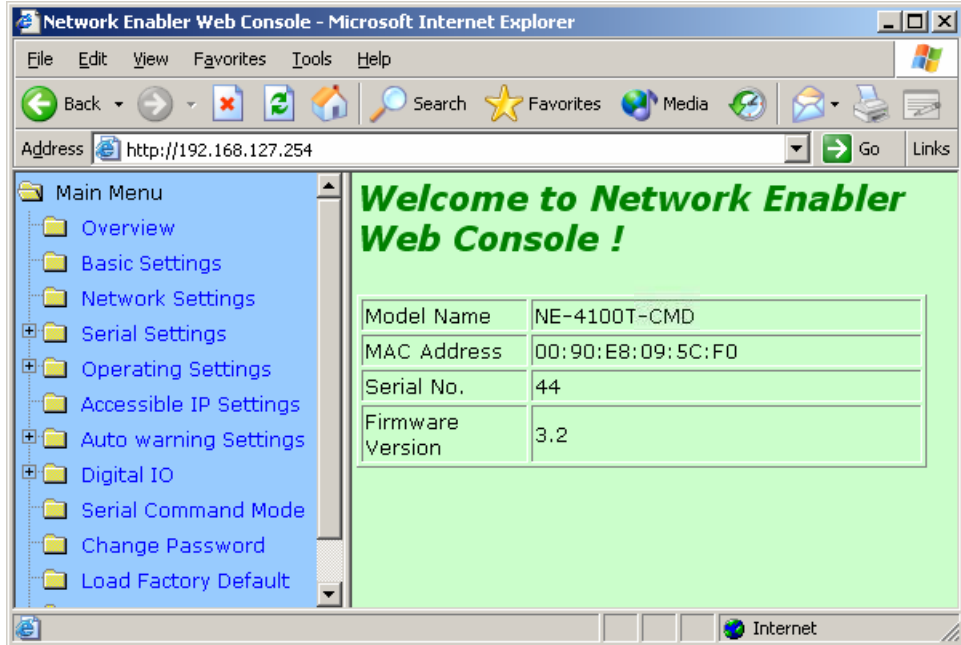 Network Enabler Web Console - Microsoft Internet Explorer
File Edit View Favorites Tools Help
Back Search Favorites Media
Address http://192.168.127.254 Go Links
Main Menu
Overview
Basic Settings
Network Settings
Serial Settings
Operating Settings
Accessible IP Settings
Auto warning Settings
Digital IO
Serial Command Mode
Change Password
Load Factory Default
Welcome to Network Enabler
Web Console !
Model Name NE-4100T-CMD
MAC Address 00:90:E8:09:5C:F0
Serial No. 44
Firmware
Version 3.2
Internet